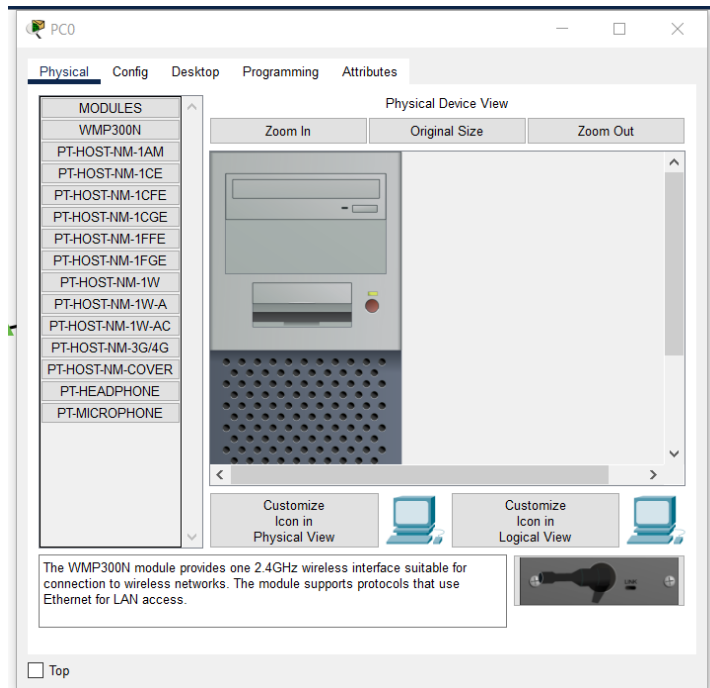 PC0
Physical Config Desktop Programming Attributes
MODULES
WMP300N
PT-HOST-NM-1AM
PT-HOST-NM-1CE
PT-HOST-NM-1CFE
PT-HOST-NM-1CGE
PT-HOST-NM-1FFE
PT-HOST-NM-1FGE
PT-HOST-NM-1W
PT-HOST-NM-1W-A
PT-HOST-NM-1W-AC
PT-HOST-NM-3G/4G
PT-HOST-NM-COVER
PT-HEADPHONE
PT-MICROPHONE
Physical Device View
Zoom In Original Size Zoom Out
Customize
Icon in
Physical View
Customize
Icon in
Logical View
The WMP300N module provides one 2.4GHz wireless interface suitable for
connection to wireless networks. The module supports protocols that use
Ethernet for LAN access.
LINK
Top